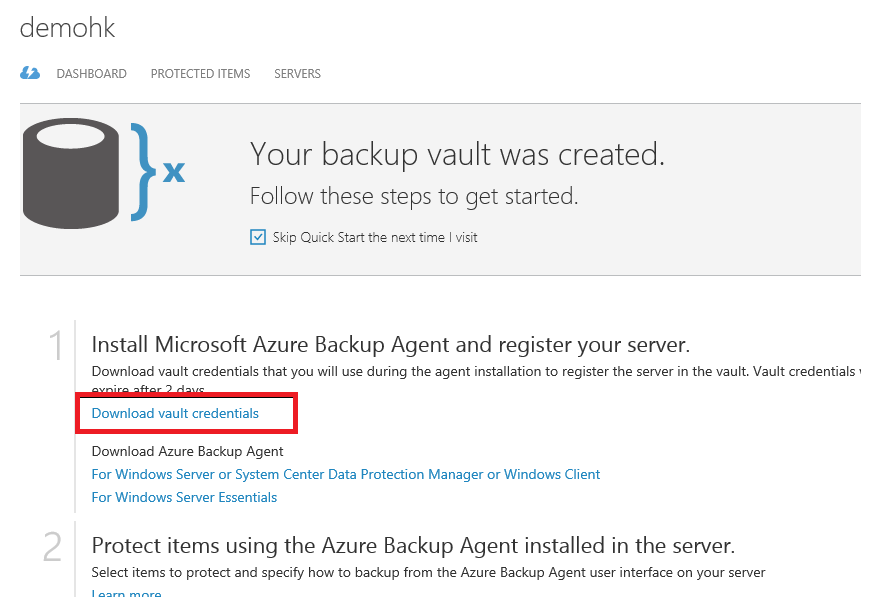 demohk
DASHBOARD PROTECTED ITEMS SERVERS
} x
Your backup vault was created.
Follow these steps to get started.
Skip Quick Start the next time I visit
1
Install Microsoft Azure Backup Agent and register your server.
Download vault credentials that you will use during the agent installation to register the server in the vault. Vault credentials
expire after 2 days
Download vault credentials
Download Azure Backup Agent
For Windows Server or System Center Data Protection Manager or Windows Client
For Windows Server Essentials
2
Protect items using the Azure Backup Agent installed in the server.
Select items to protect and specify how to backup from the Azure Backup Agent user interface on your server
Learn more